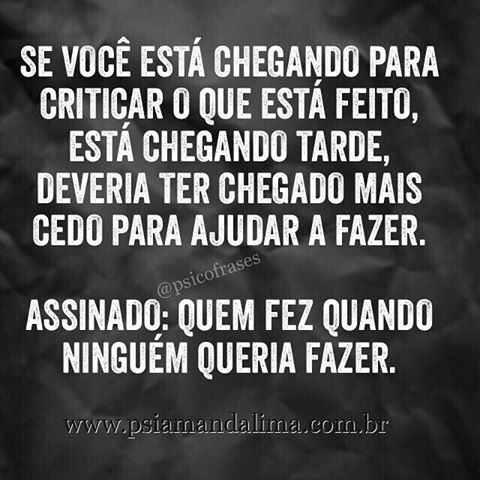 SE VOCÊ ESTÁ CHEGANDO PARA
CRITICAR O QUE ESTÁ FEITO,
ESTÁ CHEGANDO TARDE,
DEVERIA TER CHEGADO MAIS
CEDO PARA AJUDAR A FAZER.
@psicofrases
ASSINADO: QUEM FEZ QUANDO
NINGUÉM QUERIA FAZER.
www.psiamandalima.com.br